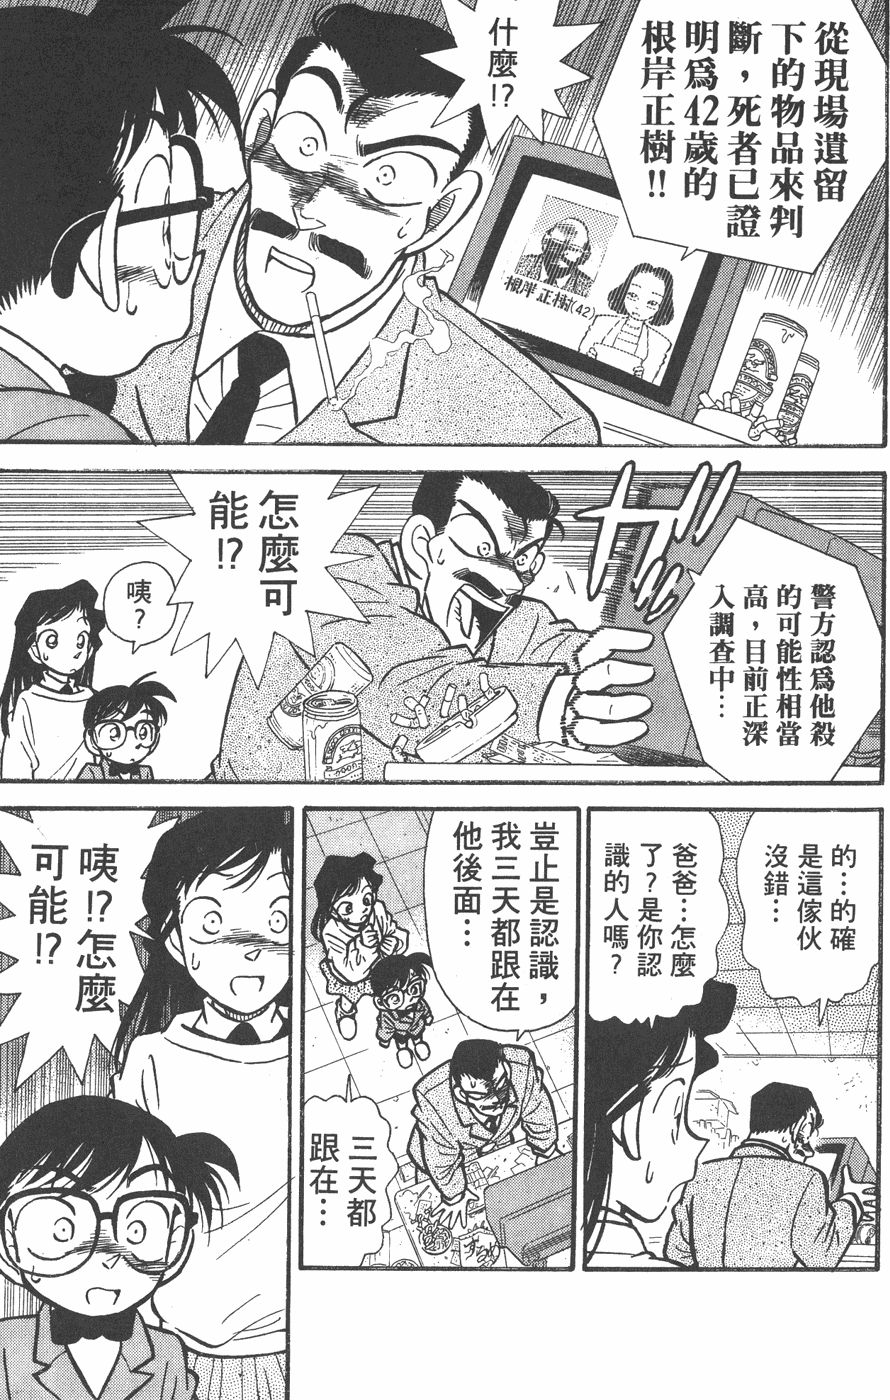 從現場遺留
下的物品來判
斷，死者已證
明爲42歲的
根岸正樹!!
什麼!?
根岸正樹(42)
警方認爲他殺
的可能性相當
高，目前正深
入調查中…
怎麼可
能!?
咦?
的…的確
是這傢伙
沒錯…
爸爸…怎麼
了?是你認
識的人嗎?
豈止是認識，
我三天都跟在
他後面…
三天都
跟在…
咦!?怎麼
可能!?